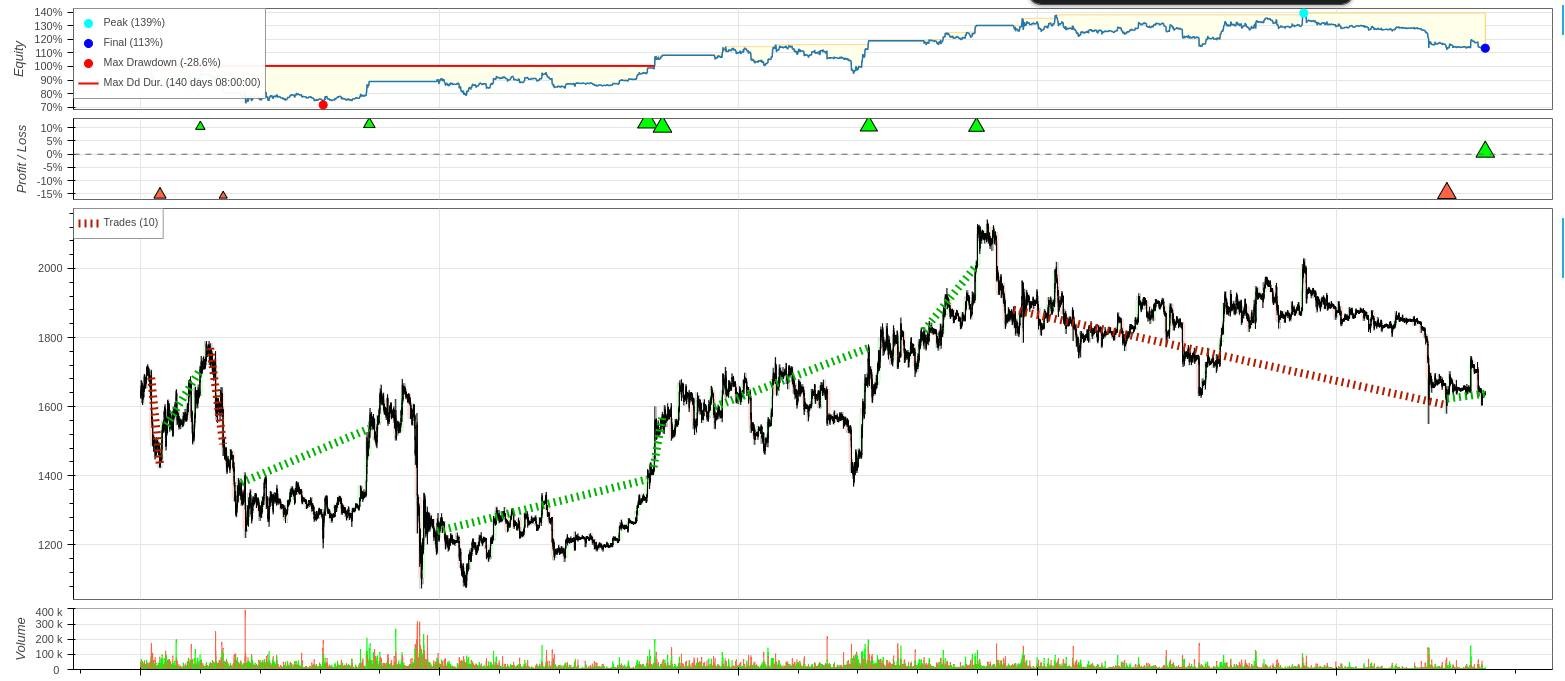 140%
130%
120%
110%
100%
90%
80%
70%
Equity
Peak (139%)
Final (113%)
Max Drawdown (-28.6%)
Max Dd Dur. (140 days 08:00:00)
10%
5%
0%
-5%
-10%
-15%
Profit / Loss
Trades (10)
2000
1800
1600
1400
1200
400 k
300 k
200 k
100 k
0
Volume